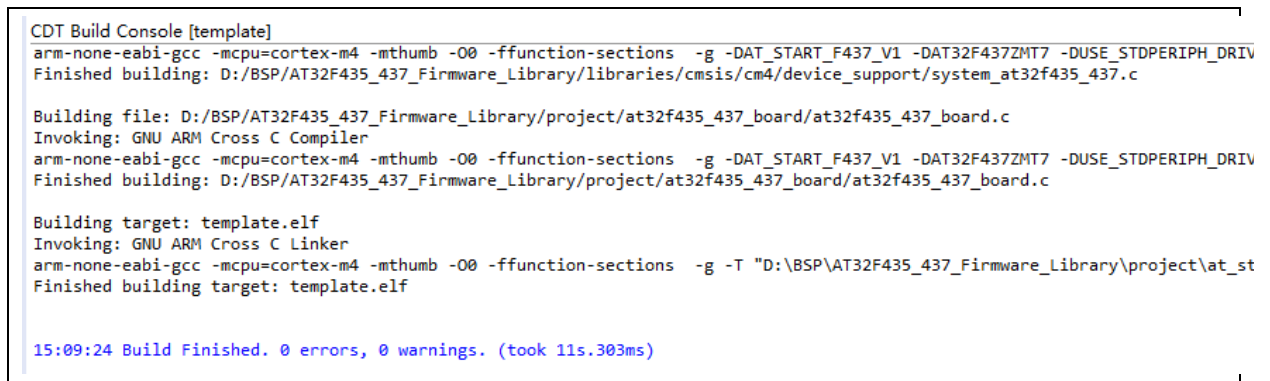 CDT Build Console [template]
arm-none-eabi-gcc -mcpu=cortex-m4 -mthumb -O0 -ffunction-sections  -g -DAT_START_F437_V1 -DAT32F437ZMT7 -DUSE_STDPERIPH_DRIV
Finished building: D:/BSP/AT32F435_437_Firmware_Library/libraries/cmsis/cm4/device_support/system_at32f435_437.c
Building file: D:/BSP/AT32F435_437_Firmware_Library/project/at32f435_437_board/at32f435_437_board.c
Invoking: GNU ARM Cross C Compiler
arm-none-eabi-gcc -mcpu=cortex-m4 -mthumb -O0 -ffunction-sections  -g -DAT_START_F437_V1 -DAT32F437ZMT7 -DUSE_STDPERIPH_DRIV
Finished building: D:/BSP/AT32F435_437_Firmware_Library/project/at32f435_437_board/at32f435_437_board.c
Building target: template.elf
Invoking: GNU ARM Cross C Linker
arm-none-eabi-gcc -mcpu=cortex-m4 -mthumb -O0 -ffunction-sections  -g -T "D:\BSP\AT32F435_437_Firmware_Library\project\at_st
Finished building target: template.elf
15:09:24 Build Finished. 0 errors, 0 warnings. (took 11s.303ms)